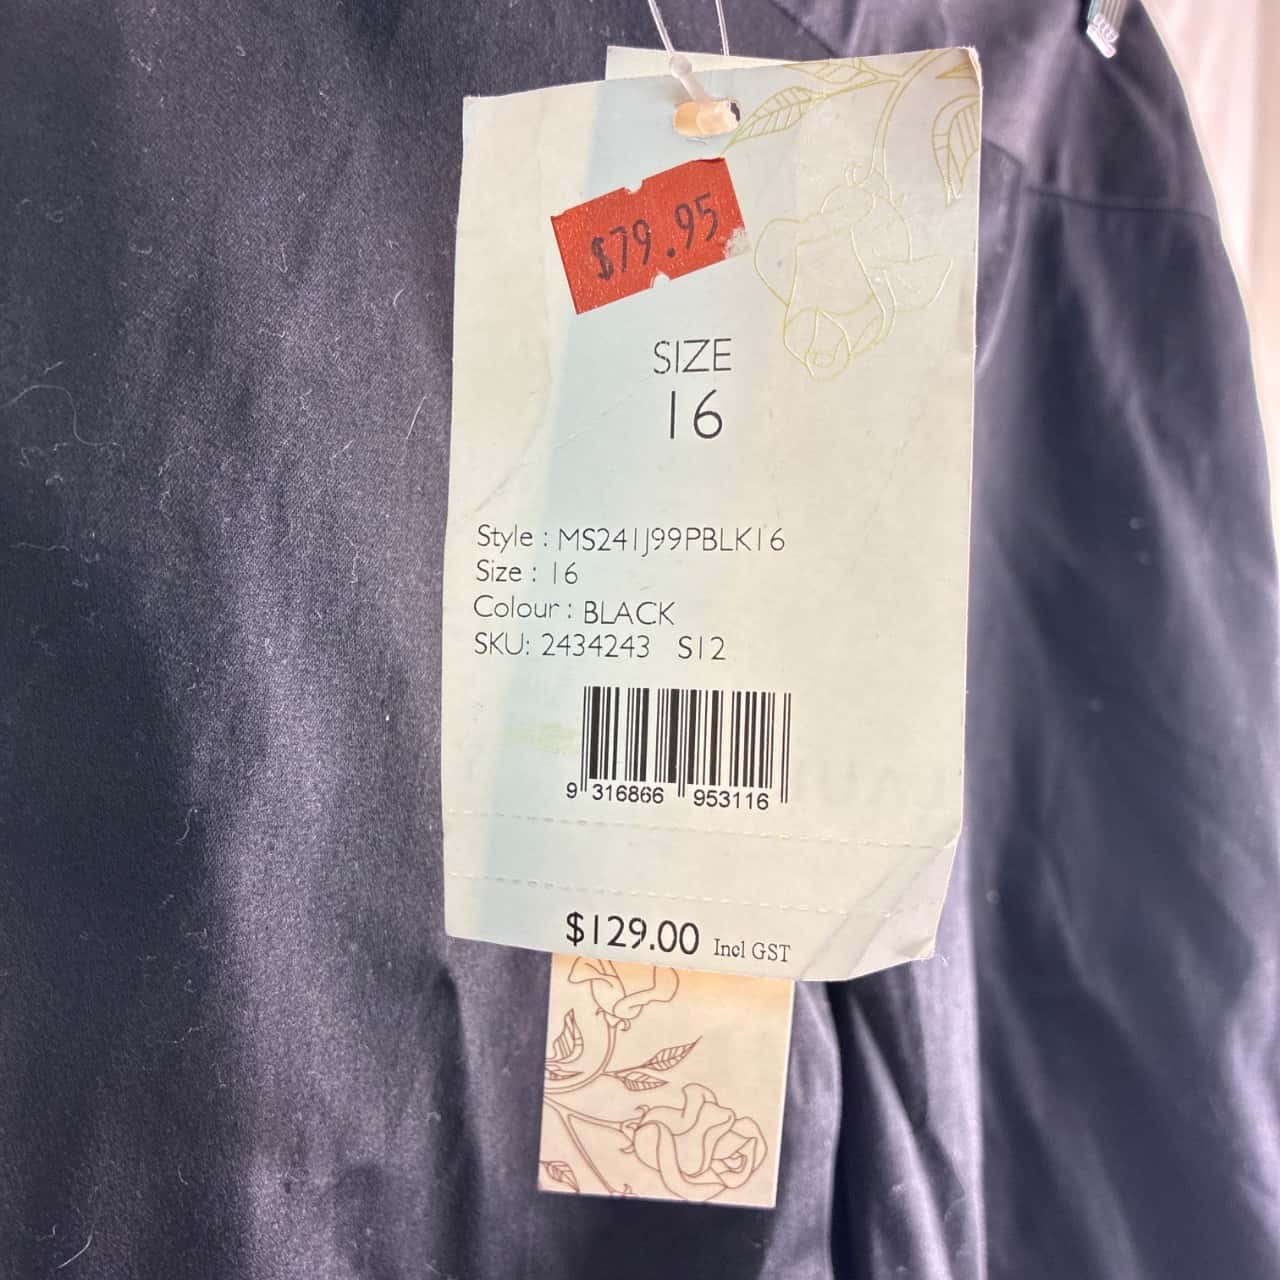 $79.95
SIZE
16
Style : MS241J99PBLK16
Size : 16
Colour : BLACK
SKU: 2434243 S12
9 316866 953116
$129.00 Incl GST